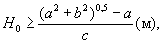 H₀ ≥ (a² + b²)^0,5 − a / c (м),